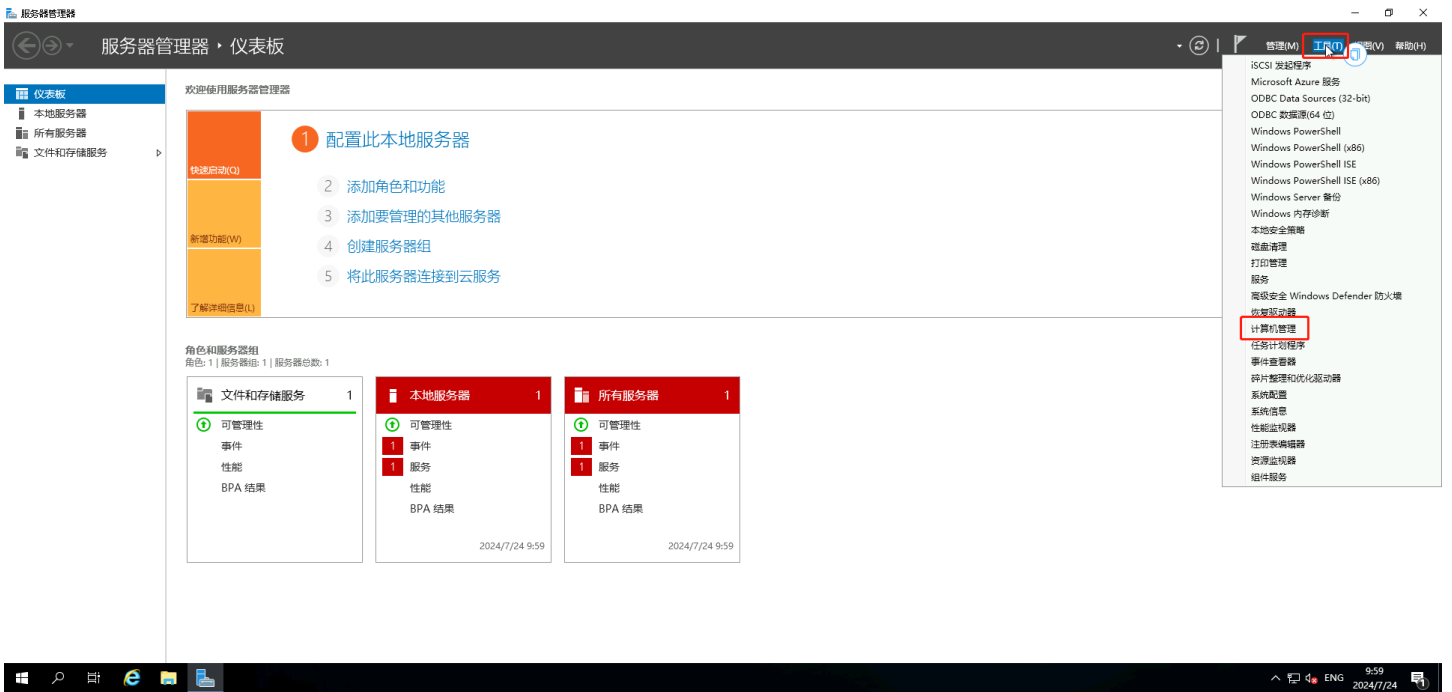 服务器管理器
服务器管理器 · 仪表板
管理(M) 工具(T) 视图(V) 帮助(H)
仪表板
本地服务器
所有服务器
文件和存储服务
欢迎使用服务器管理器
快速启动(Q)
新增功能(W)
了解详细信息(L)
1 配置此本地服务器
2 添加角色和功能
3 添加要管理的其他服务器
4 创建服务器组
5 将此服务器连接到云服务
角色和服务器组
角色: 1 | 服务器组: 1 | 服务器总数: 1
文件和存储服务 1
可管理性
事件
性能
BPA 结果
本地服务器 1
可管理性
1 事件
1 服务
性能
BPA 结果
2024/7/24 9:59
所有服务器 1
可管理性
1 事件
1 服务
性能
BPA 结果
2024/7/24 9:59
iSCSI 发起程序
Microsoft Azure 服务
ODBC Data Sources (32-bit)
ODBC 数据源(64 位)
Windows PowerShell
Windows PowerShell (x86)
Windows PowerShell ISE
Windows PowerShell ISE (x86)
Windows Server 备份
Windows 内存诊断
本地安全策略
磁盘清理
打印管理
服务
高级安全 Windows Defender 防火墙
恢复驱动器
计算机管理
任务计划程序
事件查看器
碎片整理和优化驱动器
系统配置
系统信息
性能监视器
注册表编辑器
资源监视器
组件服务
ENG
9:59
2024/7/24
1